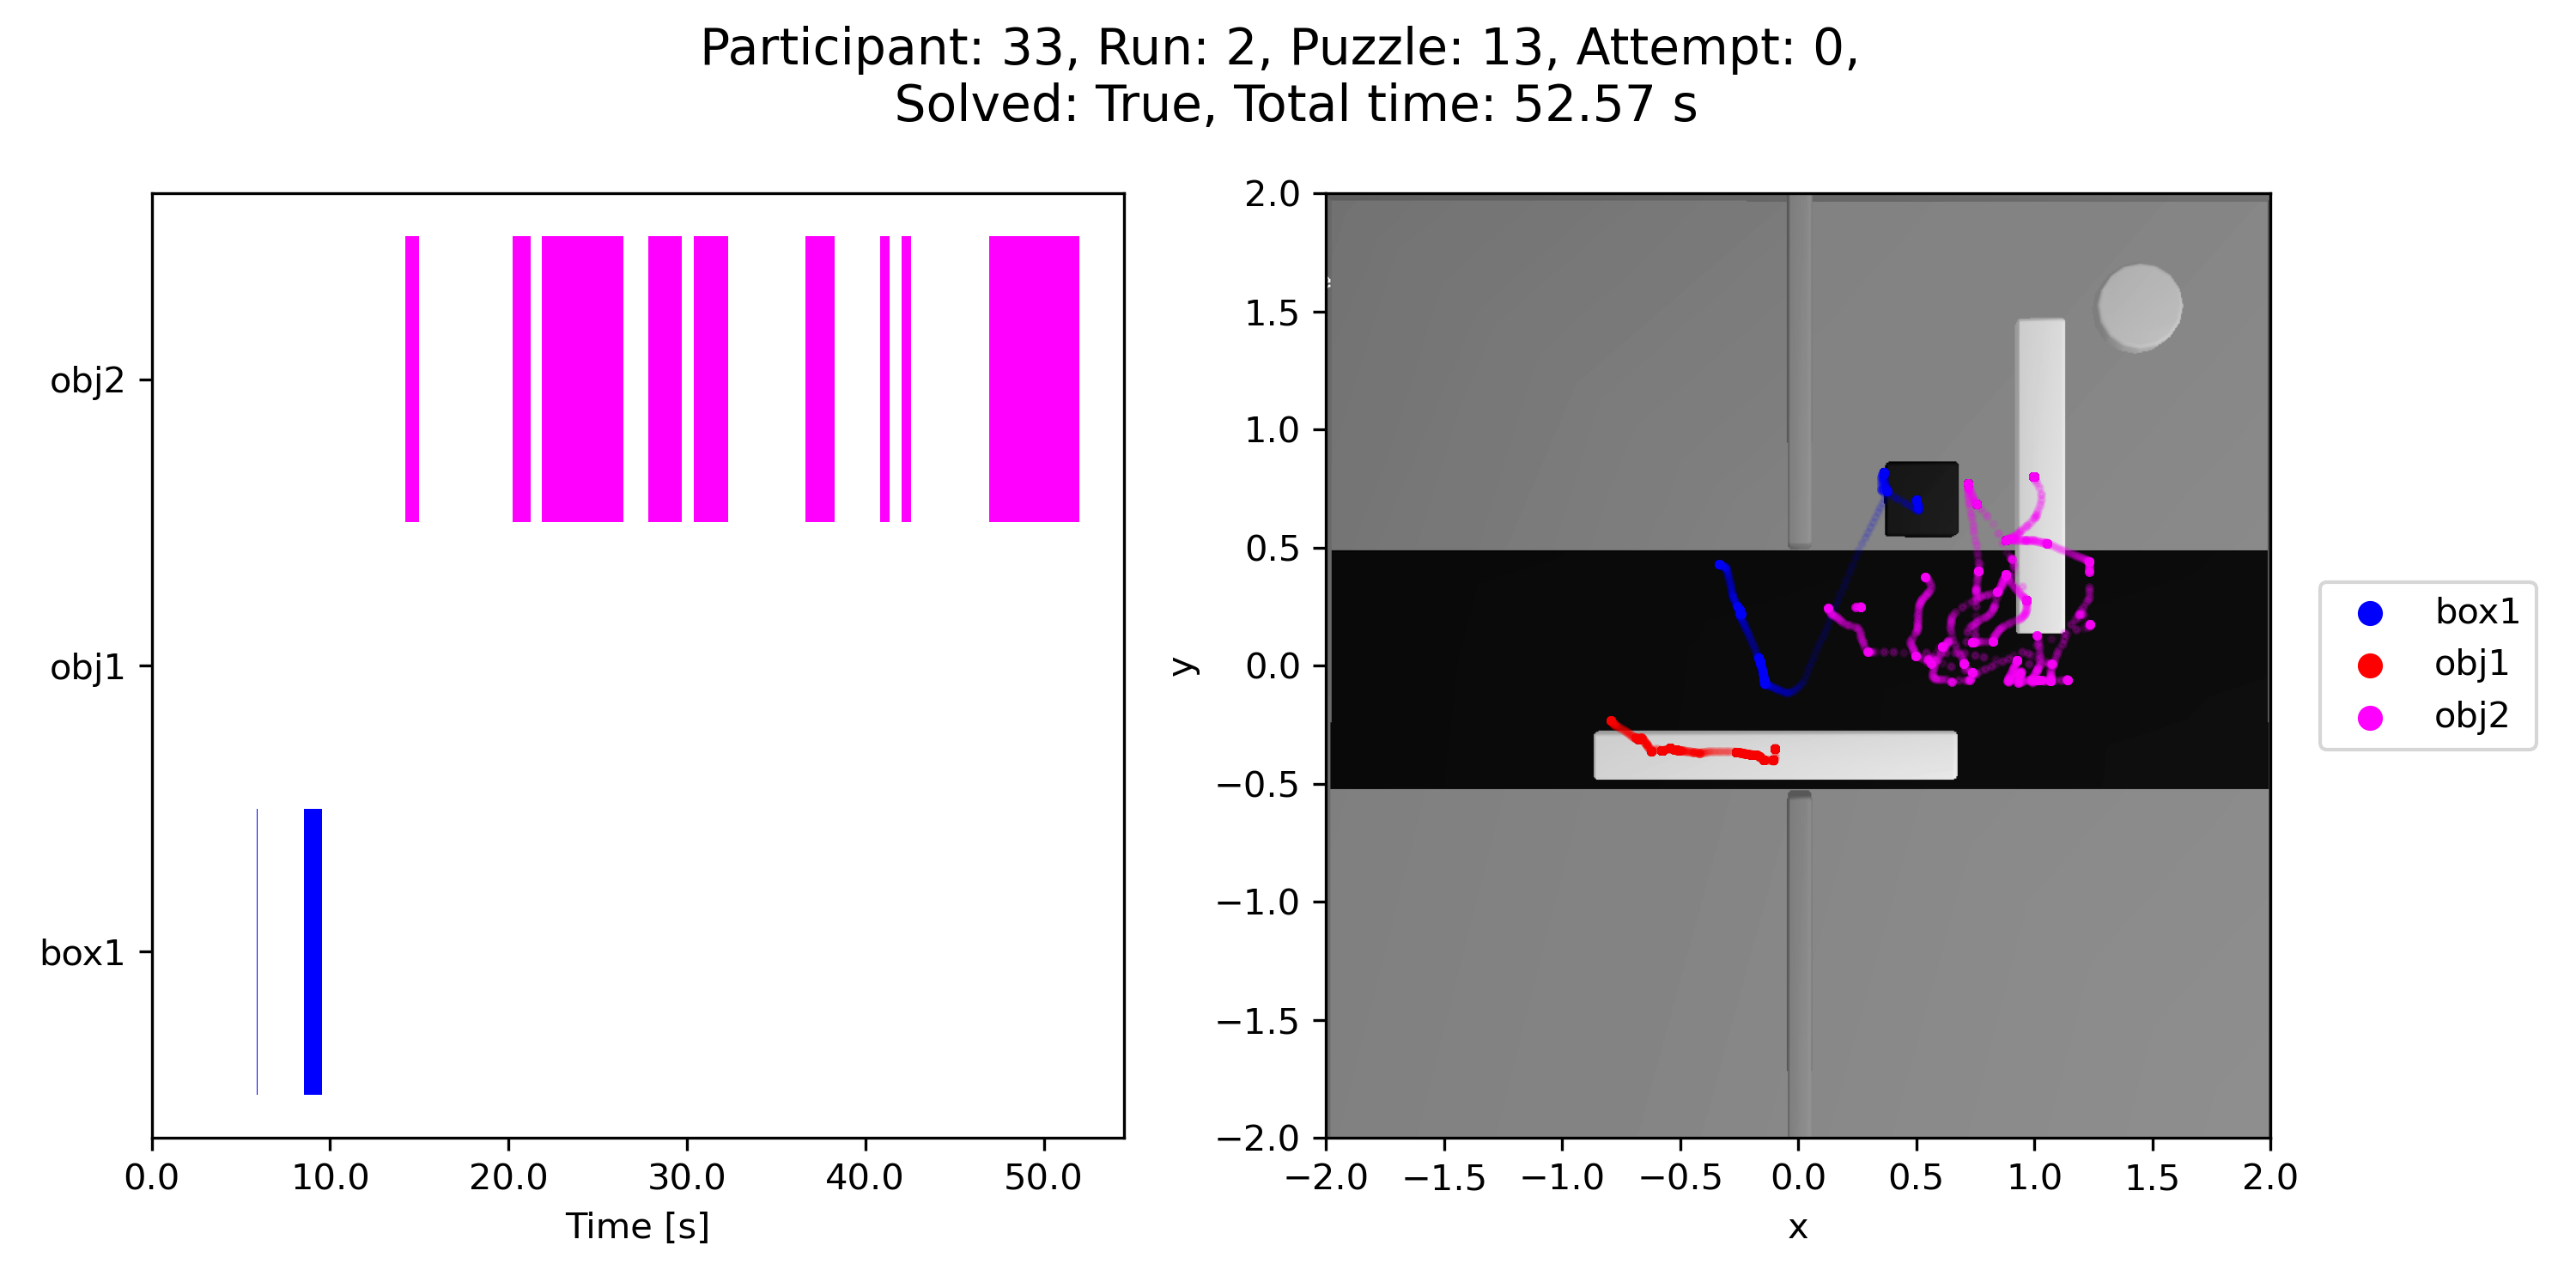 Participant: 33, Run: 2, Puzzle: 13, Attempt: 0,
Solved: True, Total time: 52.57 s
obj2
obj1
box1
0.0 10.0 20.0 30.0 40.0 50.0
Time [s]
2.0
1.5
1.0
0.5
0.0
−0.5
−1.0
−1.5
−2.0
y
−2.0 −1.5 −1.0 −0.5 0.0 0.5 1.0 1.5 2.0
x
box1
obj1
obj2